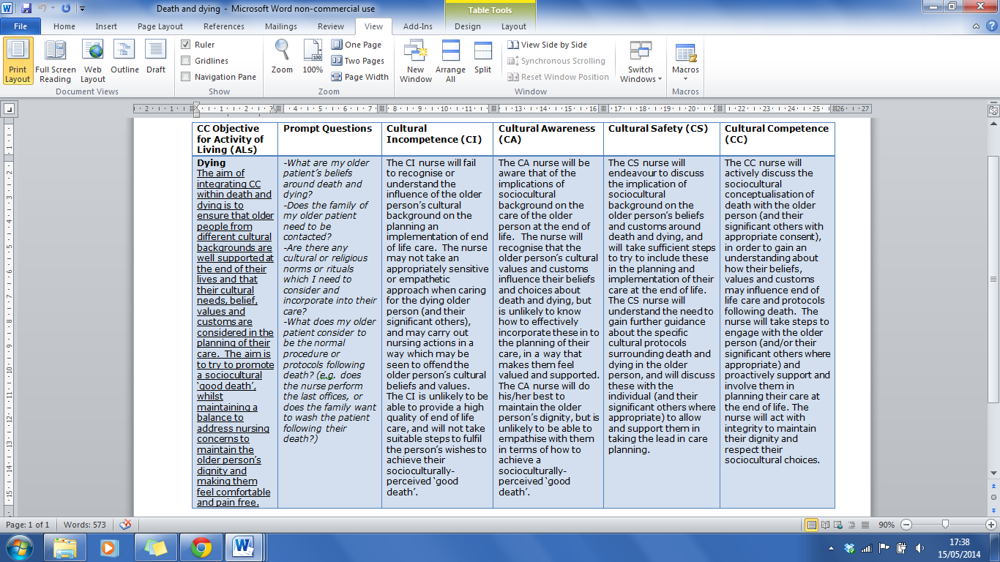 Death and dying - Microsoft Word non-commercial use
Table Tools
File Home Insert Page Layout References Mailings Review View Add-Ins Design Layout
Print Layout
Full Screen Reading
Web Layout
Outline
Draft
Document Views
Ruler
Gridlines
Navigation Pane
Show
Zoom
100%
One Page
Two Pages
Page Width
Zoom
New Window
Arrange All
Split
View Side by Side
Synchronous Scrolling
Reset Window Position
Window
Switch Windows
Macros
Macros
CC Objective
for Activity of
Living (ALs)
Prompt Questions
Cultural
Incompetence (CI)
Cultural Awareness
(CA)
Cultural Safety (CS)
Cultural Competence
(CC)
Dying
The aim of
integrating CC
within death and
dying is to
ensure that older
people from
different cultural
backgrounds are
well supported at
the end of their
lives and that
their cultural
needs, belief,
values and
customs are
considered in the
planning of their
care. The aim is
to try to promote
a sociocultural
‘good death’,
whilst
maintaining a
balance to
address nursing
concerns to
maintain the
older person’s
dignity and
making them
feel comfortable
and pain free.
-What are my older
patient’s beliefs
around death and
dying?
-Does the family of
my older patient
need to be
contacted?
-Are there any
cultural or religious
norms or rituals
which I need to
consider and
incorporate into their
care?
-What does my older
patient consider to
be the normal
procedure or
protocols following
death? (e.g. does
the nurse perform
the last offices, or
does the family want
to wash the patient
following their
death?)
The CI nurse will fail
to recognise or
understand the
influence of the older
person’s cultural
background on the
planning an
implementation of end
of life care. The nurse
may not take an
appropriately sensitive
or empathetic
approach when caring
for the dying older
person (and their
significant others),
and may carry out
nursing actions in a
way which may be
seen to offend the
older person’s cultural
beliefs and values.
The CI is unlikely to be
able to provide a high
quality of end of life
care, and will not take
suitable steps to fulfil
the person’s wishes to
achieve their
socioculturally-
perceived ‘good
death’.
The CA nurse will be
aware that of the
implications of
sociocultural
background on the
care of the older
person at the end of
life. The nurse will
recognise that the
older person’s cultural
values and customs
influence their beliefs
and choices about
death and dying, but
is unlikely to know
how to effectively
incorporate these in to
the planning of their
care, in a way that
makes them feel
valued and supported.
The CA nurse will do
his/her best to
maintain the older
person’s dignity, but is
unlikely to be able to
empathise with them
in terms of how to
achieve a
socioculturally-
perceived ‘good
death’.
The CS nurse will
endeavour to discuss
the implication of
sociocultural
background on the
older person’s beliefs
and customs around
death and dying, and
will take sufficient steps
to try to include these
in the planning and
implementation of their
care at the end of life.
The CS nurse will
understand the need to
gain further guidance
about the specific
cultural protocols
surrounding death and
dying in the older
person, and will discuss
these with the
individual (and their
significant others where
appropriate) to allow
and support them in
taking the lead in care
planning.
The CC nurse will
actively discuss the
sociocultural
conceptualisation of
death with the older
person (and their
significant others with
appropriate consent),
in order to gain an
understanding about
how their beliefs,
values and customs
may influence end of
life care and protocols
following death. The
nurse will take steps to
engage with the older
person (and/or their
significant others where
appropriate) and
proactively support and
involve them in
planning their care at
the end of life. The
nurse will act with
integrity to maintain
their dignity and
respect their
sociocultural choices.
Page: 1 of 1 Words: 573 90%
17:38
15/05/2014